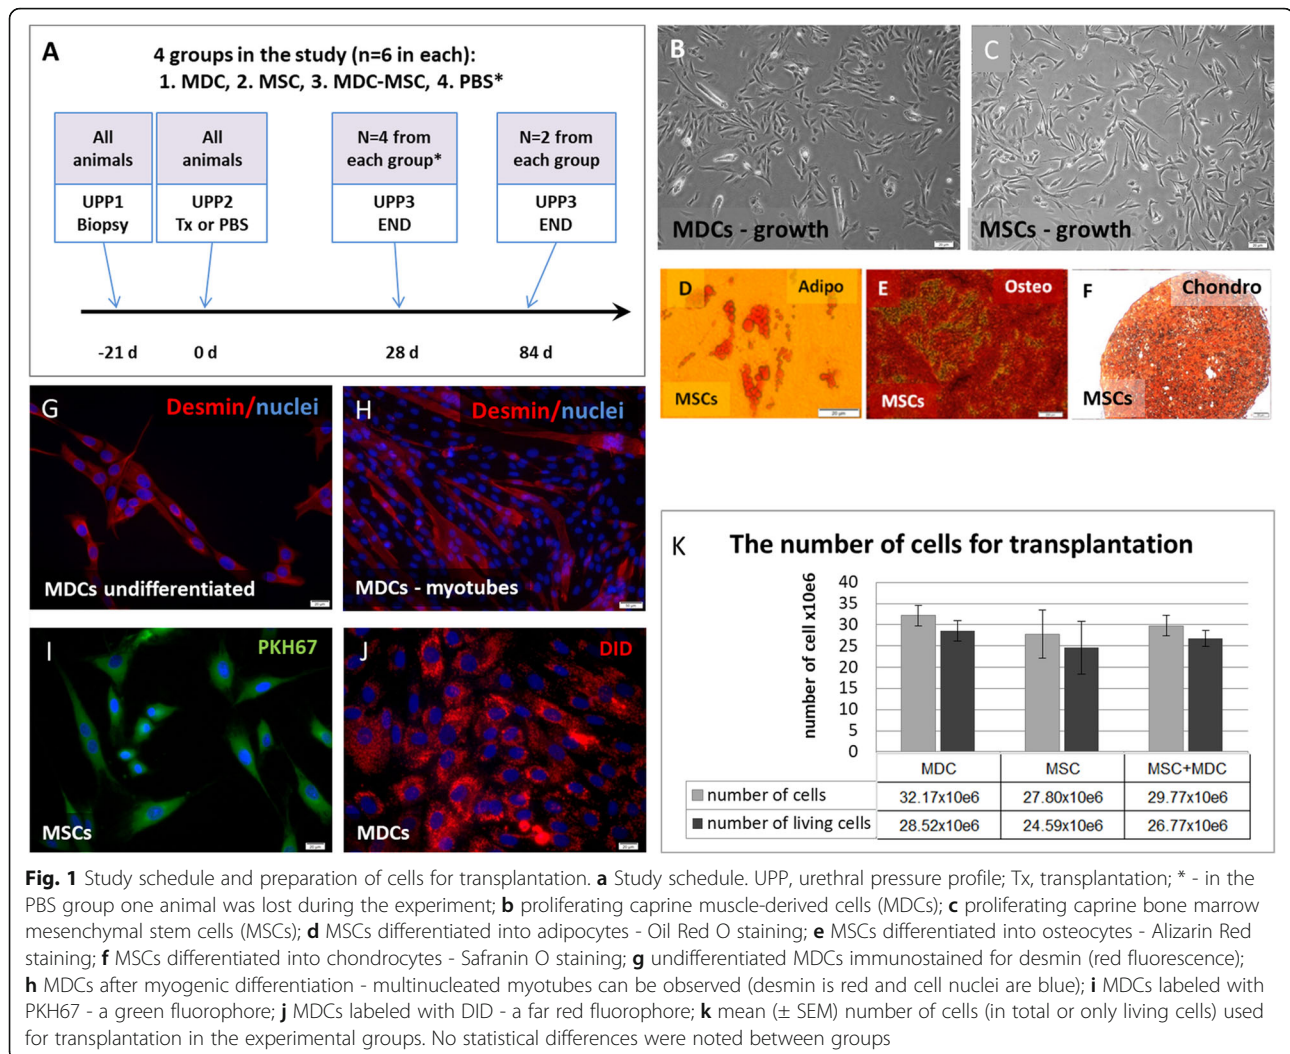 A
4 groups in the study (n=6 in each):
1. MDC, 2. MSC, 3. MDC-MSC, 4. PBS*
All
animals
UPP1
Biopsy
All
animals
UPP2
Tx or PBS
N=4 from
each group*
UPP3
END
N=2 from
each group
UPP3
END
-21 d
0 d
28 d
84 d
B
MDCs - growth
C
MSCs - growth
D
Adipo
MSCs
20 µm
E
Osteo
MSCs
F
Chondro
MSCs
G
Desmin/nuclei
MDCs undifferentiated
H
Desmin/nuclei
MDCs - myotubes
I
PKH67
MSCs
J
DID
MDCs
K
The number of cells for transplantation
number of cell x10e6
40
35
30
25
20
15
10
5
0
MDC MSC MSC+MDC
number of cells 32.17x10e6 27.80x10e6 29.77x10e6
number of living cells 28.52x10e6 24.59x10e6 26.77x10e6
Fig. 1 Study schedule and preparation of cells for transplantation. a Study schedule. UPP, urethral pressure profile; Tx, transplantation; * - in the
PBS group one animal was lost during the experiment; b proliferating caprine muscle-derived cells (MDCs); c proliferating caprine bone marrow
mesenchymal stem cells (MSCs); d MSCs differentiated into adipocytes - Oil Red O staining; e MSCs differentiated into osteocytes - Alizarin Red
staining; f MSCs differentiated into chondrocytes - Safranin O staining; g undifferentiated MDCs immunostained for desmin (red fluorescence);
h MDCs after myogenic differentiation - multinucleated myotubes can be observed (desmin is red and cell nuclei are blue); i MDCs labeled with
PKH67 - a green fluorophore; j MDCs labeled with DID - a far red fluorophore; k mean (± SEM) number of cells (in total or only living cells) used
for transplantation in the experimental groups. No statistical differences were noted between groups